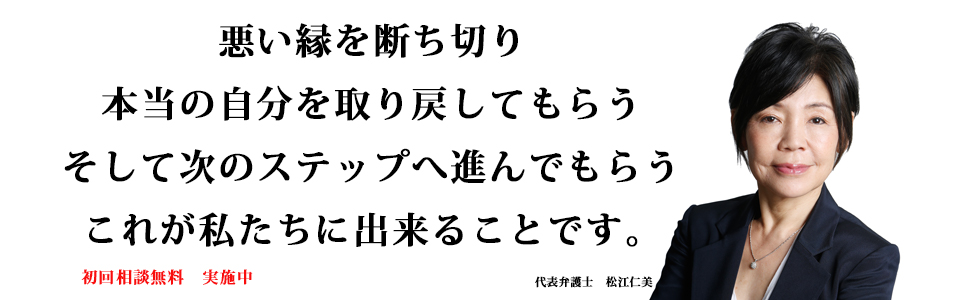 悪い縁を断ち切り
本当の自分を取り戻してもらう
そして次のステップへ進んでもらう
これが私たちに出来ることです。
初回相談無料　実施中
代表弁護士　松江仁美